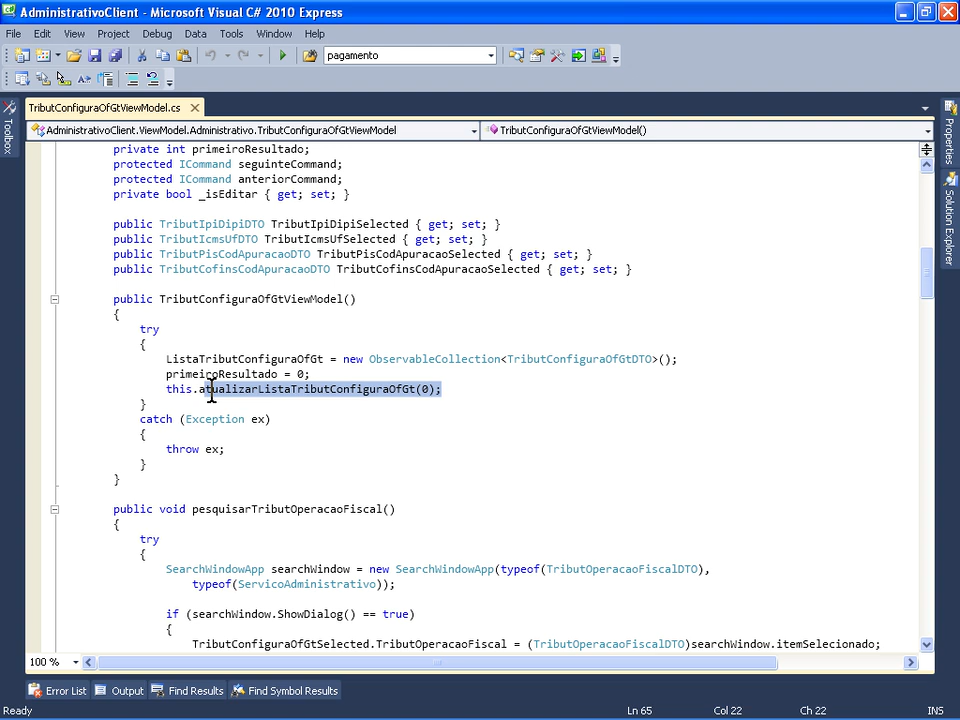 AdministrativoClient - Microsoft Visual C# 2010 Express
File Edit View Project Debug Data Tools Window Help
pagamento
TributConfiguraOfGtViewModel.cs
AdministrativoClient.ViewModel.Administrativo.TributConfiguraOfGtViewModel TributConfiguraOfGtViewModel()
Toolbox
Properties
Solution Explorer
private int primeiroResultado;
protected ICommand seguinteCommand;
protected ICommand anteriorCommand;
private bool _isEditar { get; set; }
public TributIpiDipiDTO TributIpiDipiSelected { get; set; }
public TributIcmsUfDTO TributIcmsUfSelected { get; set; }
public TributPisCodApuracaoDTO TributPisCodApuracaoSelected { get; set; }
public TributCofinsCodApuracaoDTO TributCofinsCodApuracaoSelected { get; set; }
public TributConfiguraOfGtViewModel()
{
try
{
ListaTributConfiguraOfGt = new ObservableCollection<TributConfiguraOfGtDTO>();
primeiroResultado = 0;
this.atualizarListaTributConfiguraOfGt(0);
}
catch (Exception ex)
{
throw ex;
}
}
public void pesquisarTributOperacaoFiscal()
{
try
{
SearchWindowApp searchWindow = new SearchWindowApp(typeof(TributOperacaoFiscalDTO),
typeof(ServicoAdministrativo));
if (searchWindow.ShowDialog() == true)
{
TributConfiguraOfGtSelected.TributOperacaoFiscal = (TributOperacaoFiscalDTO)searchWindow.itemSelecionado;
100 %
Error List Output Find Results Find Symbol Results
Ready Ln 65 Col 22 Ch 22 INS